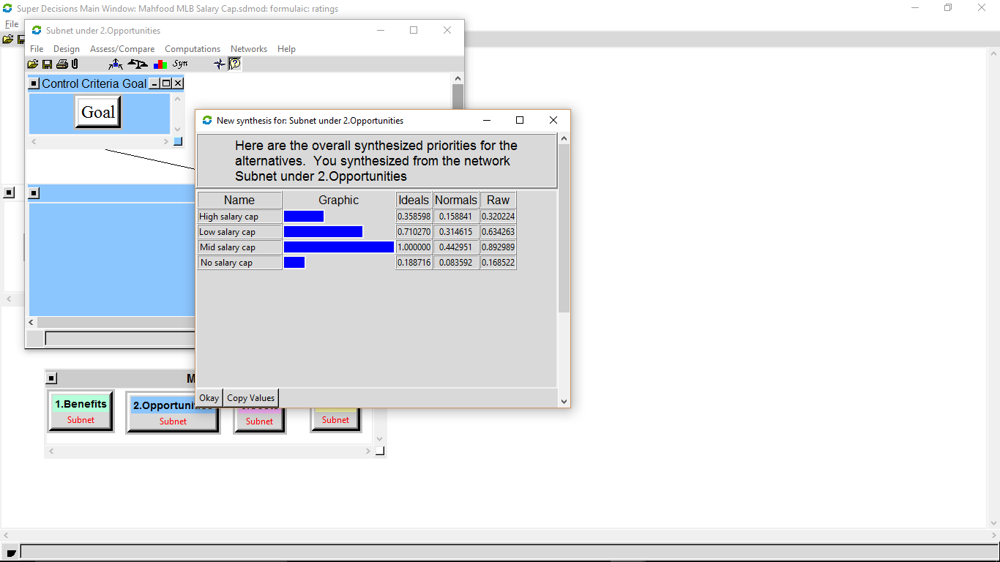 Super Decisions Main Window: Mahfood MLB Salary Cap.sdmod: formulaic: ratings
File
Subnet under 2.Opportunities
File Design Assess/Compare Computations Networks Help
Syn
Control Criteria Goal
Goal
New synthesis for: Subnet under 2.Opportunities
Here are the overall synthesized priorities for the
alternatives. You synthesized from the network
Subnet under 2.Opportunities
Name Graphic Ideals Normals Raw
High salary cap 0.358598 0.158841 0.320224
Low salary cap 0.710270 0.314615 0.634263
Mid salary cap 1.000000 0.442951 0.892989
No salary cap 0.188716 0.083592 0.168522
Okay Copy Values
1.Benefits 2.Opportunities
Subnet Subnet Subnet Subnet